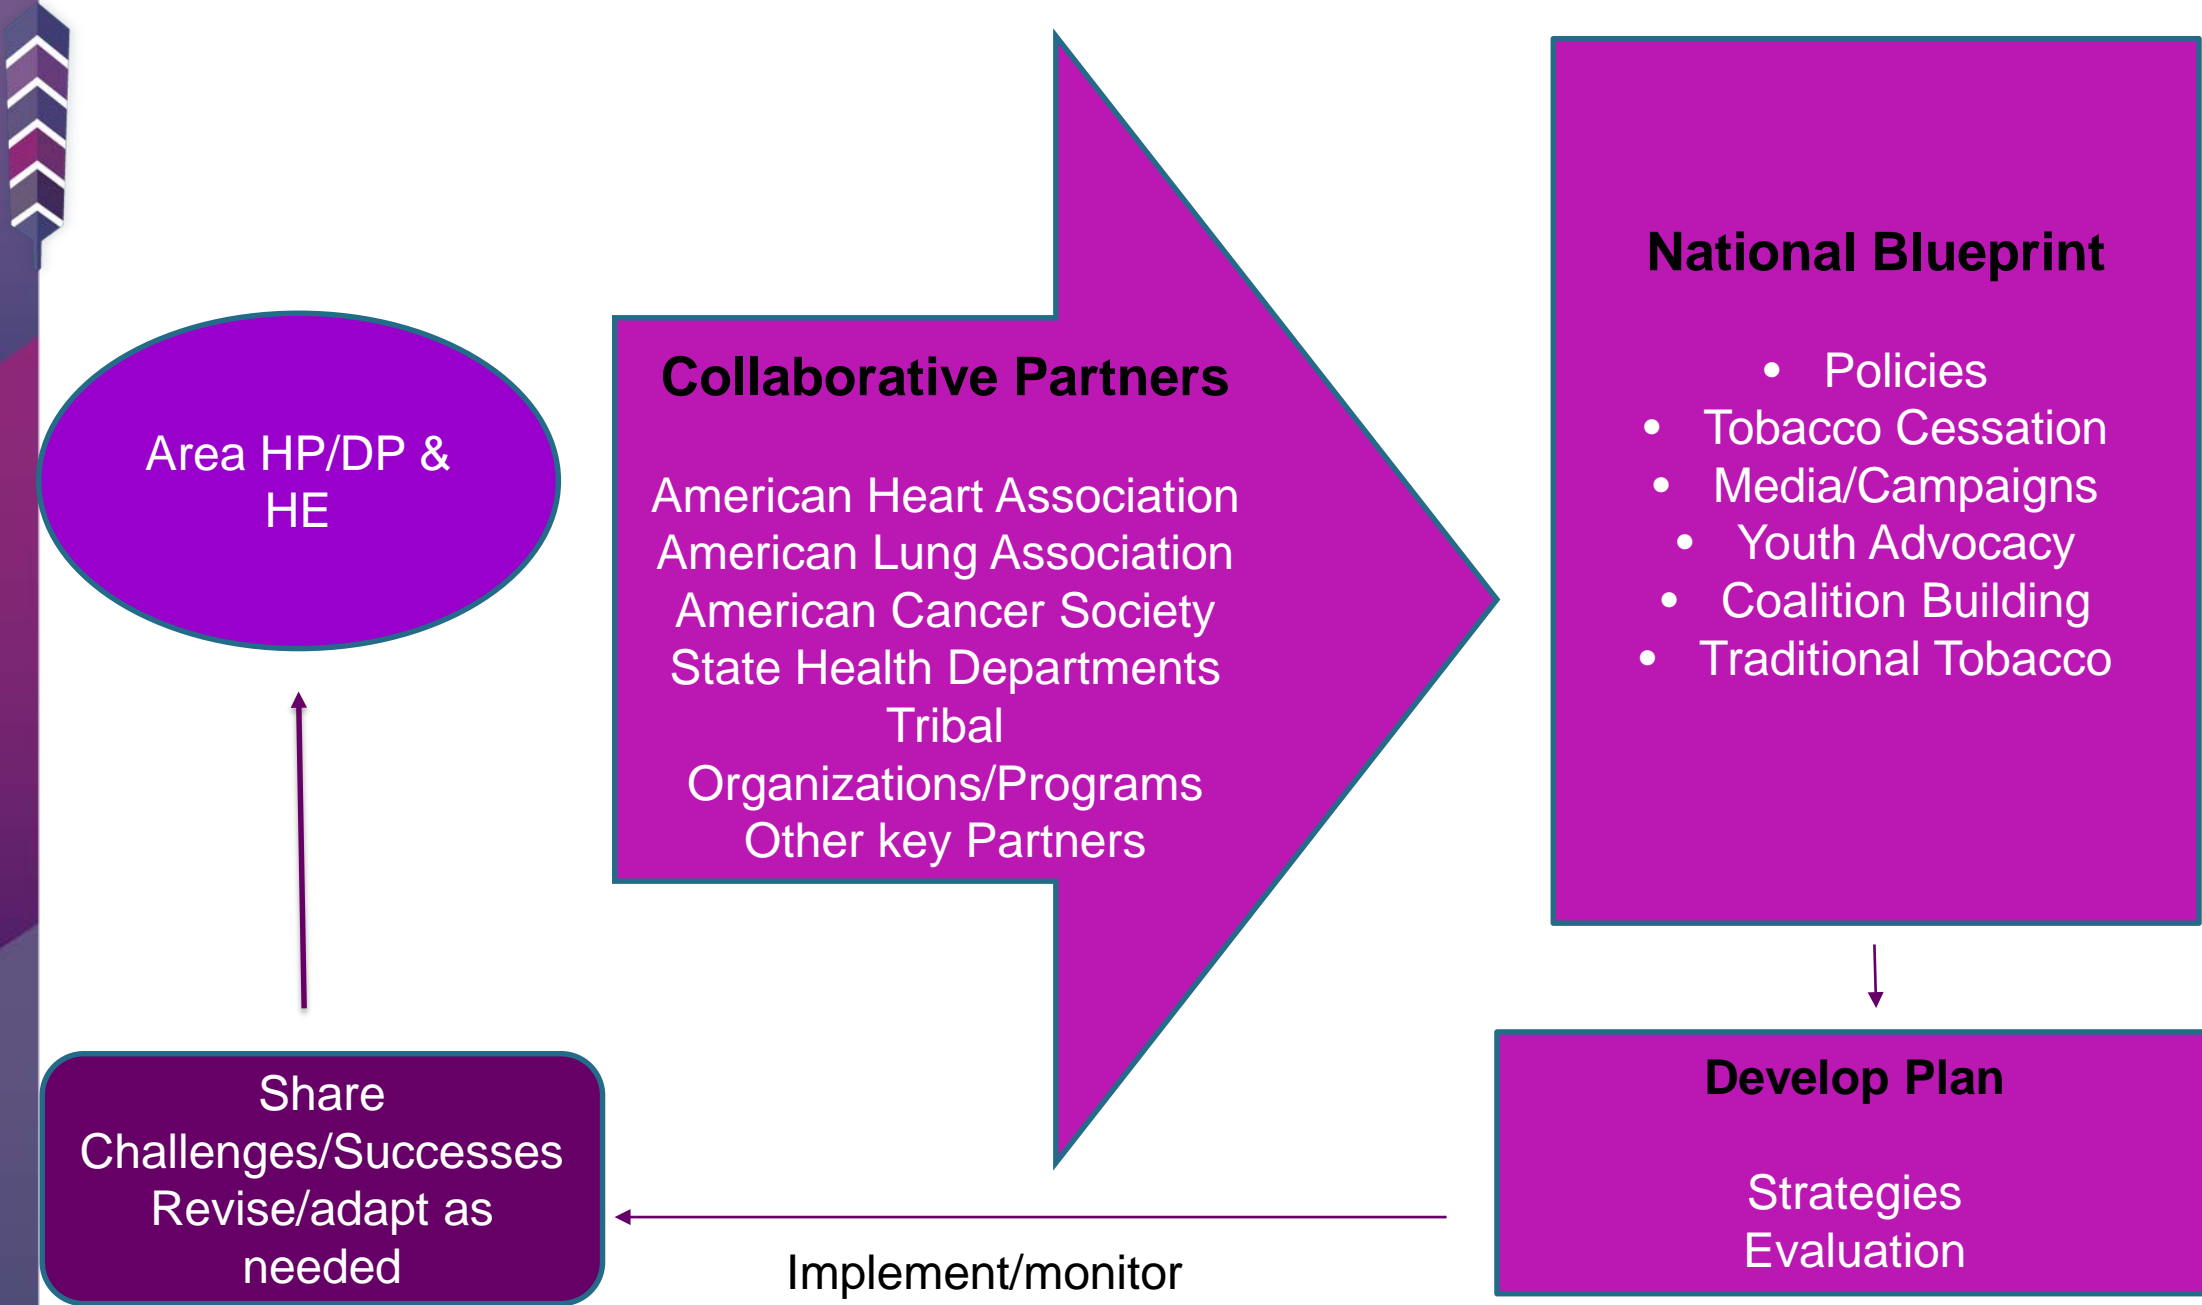 Area HP/DP &
HE
Collaborative Partners
American Heart Association
American Lung Association
American Cancer Society
State Health Departments
Tribal
Organizations/Programs
Other key Partners
National Blueprint
• Policies
• Tobacco Cessation
• Media/Campaigns
• Youth Advocacy
• Coalition Building
• Traditional Tobacco
Develop Plan
Strategies
Evaluation
Implement/monitor
Share
Challenges/Successes
Revise/adapt as
needed